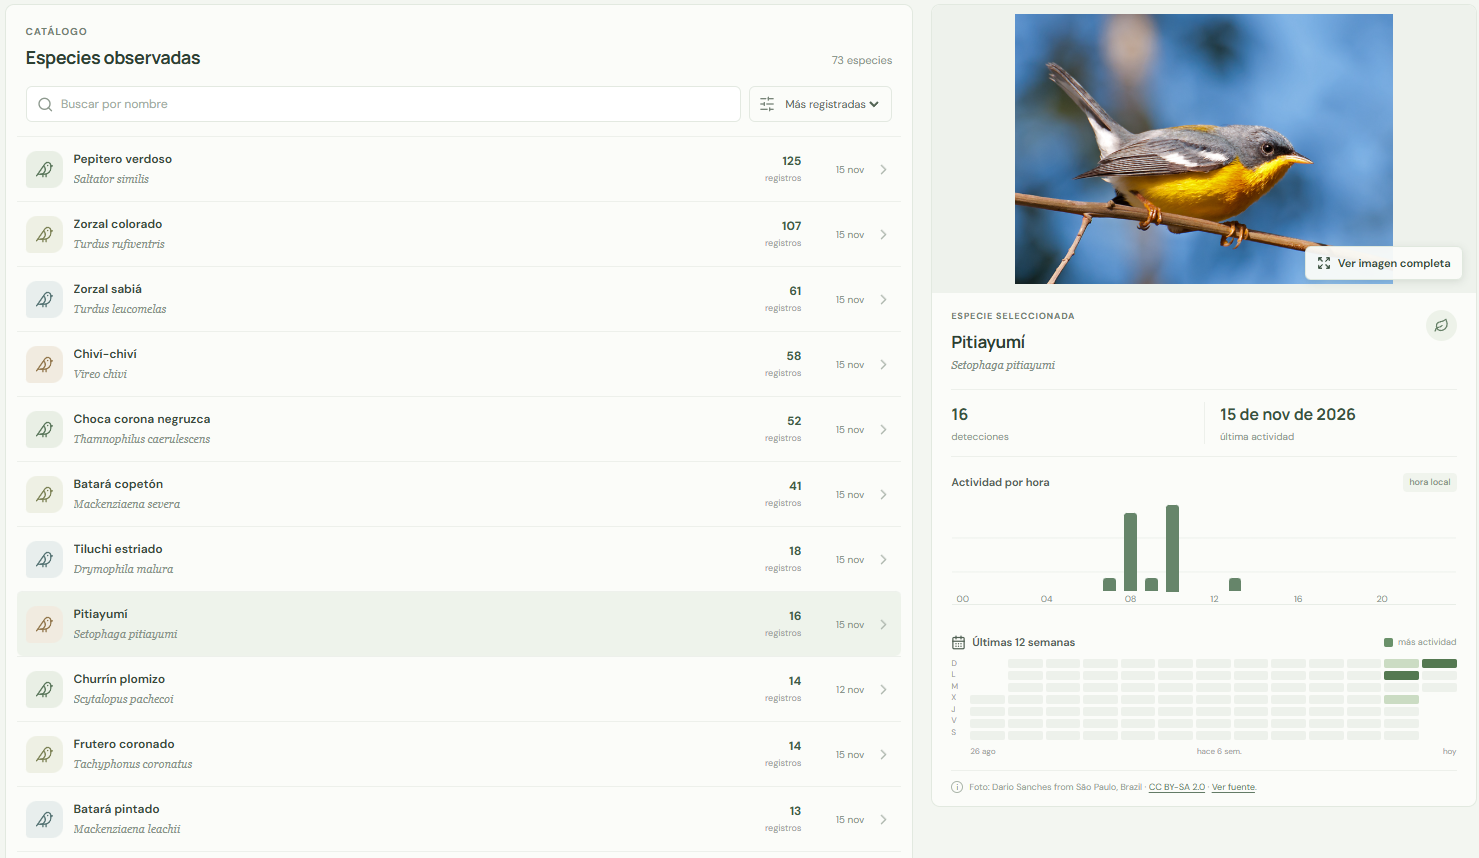 CATÁLOGO
Especies observadas
73 especies
Buscar por nombre
Más registradas
Pepitero verdoso
Saltator similis
125
registros
15 nov
Zorzal colorado
Turdus rufiventris
107
registros
15 nov
Zorzal sabiá
Turdus leucomelas
61
registros
15 nov
Chiví-chiví
Vireo chivi
58
registros
15 nov
Choca corona negruzca
Thamnophilus caerulescens
52
registros
15 nov
Batará copetón
Mackenziaena severa
41
registros
15 nov
Tiluchi estriado
Drymophila malura
18
registros
15 nov
Pitiayumí
Setophaga pitiayumi
16
registros
15 nov
Churrín plomizo
Scytalopus pachecoi
14
registros
12 nov
Frutero coronado
Tachyphonus coronatus
14
registros
15 nov
Batará pintado
Mackenziaena leachii
13
registros
15 nov
Ver imagen completa
ESPECIE SELECCIONADA
Pitiayumí
Setophaga pitiayumi
16
detecciones
15 de nov de 2026
última actividad
Actividad por hora
hora local
00 04 08 12 16 20
Últimas 12 semanas
más actividad
D
L
M
X
J
V
S
26 ago hace 6 sem. hoy
Foto: Dario Sanches from São Paulo, Brazil · CC BY-SA 2.0 · Ver fuente.